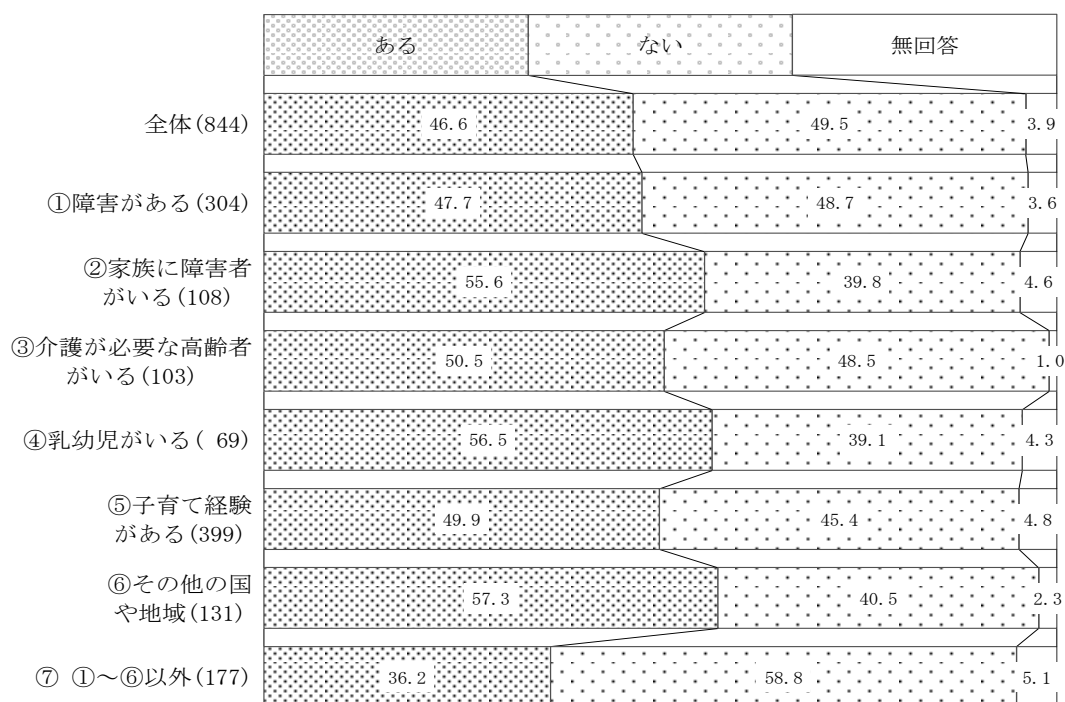 ある ない 無回答
全体(844) 46.6 49.5 3.9
①障害がある(304) 47.7 48.7 3.6
②家族に障害者
がいる(108) 55.6 39.8 4.6
③介護が必要な高齢者
がいる(103) 50.5 48.5 1.0
④乳幼児がいる( 69) 56.5 39.1 4.3
⑤子育て経験
がある(399) 49.9 45.4 4.8
⑥その他の国
や地域(131) 57.3 40.5 2.3
⑦ ①～⑥以外(177) 36.2 58.8 5.1